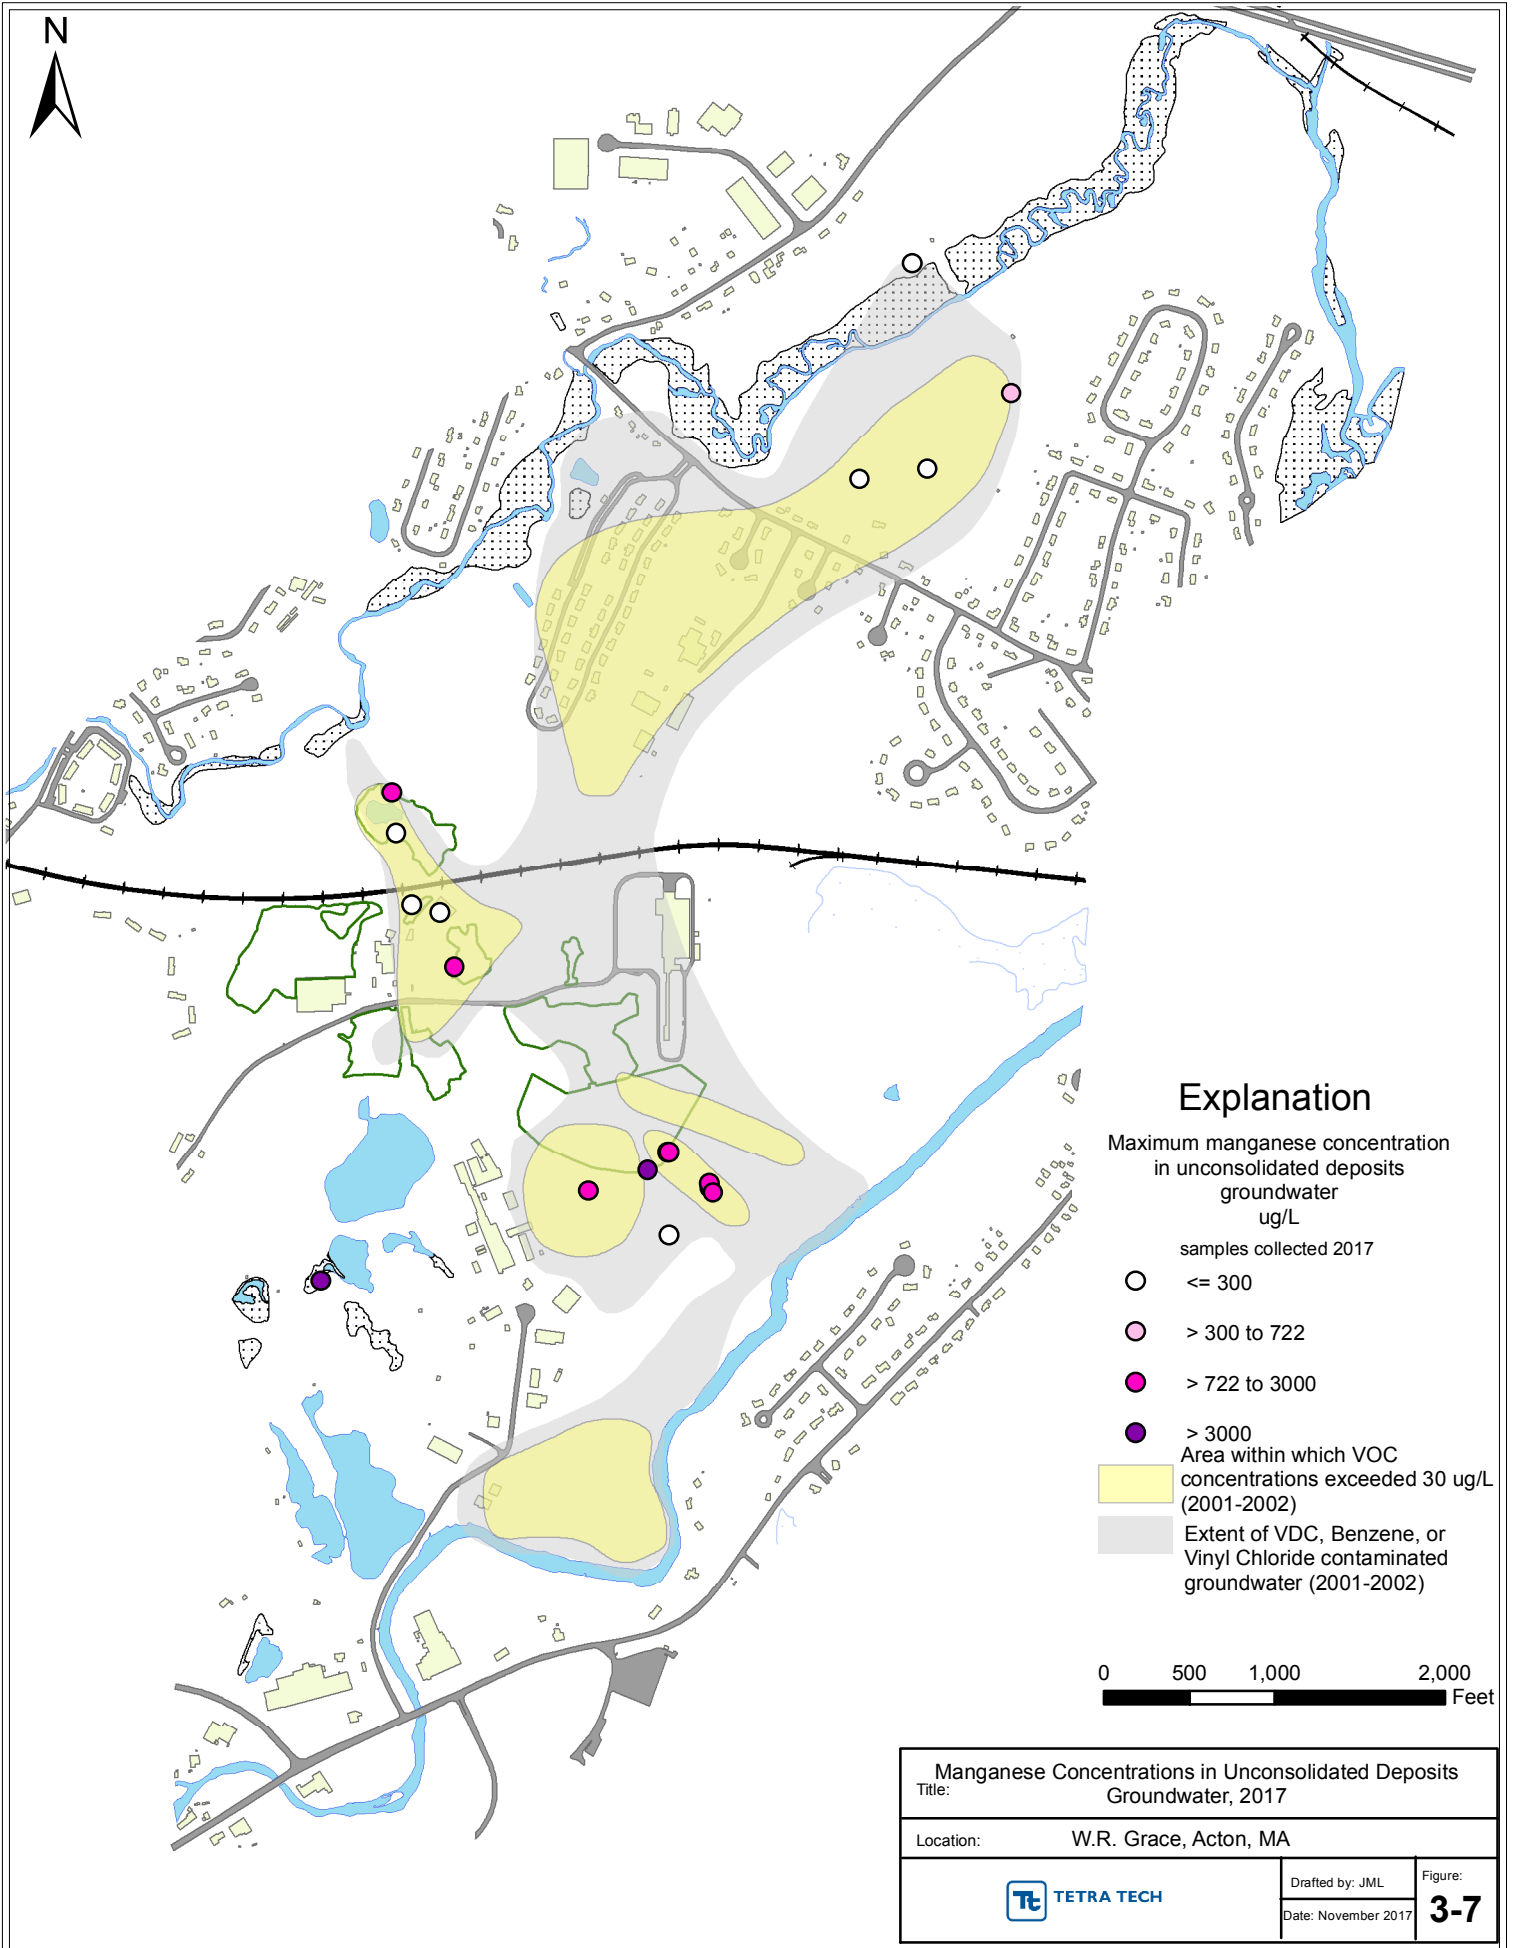 N
Explanation
Maximum manganese concentration
in unconsolidated deposits
groundwater
ug/L
samples collected 2017
<= 300
> 300 to 722
> 722 to 3000
> 3000
Area within which VOC
concentrations exceeded 30 ug/L
(2001-2002)
Extent of VDC, Benzene, or
Vinyl Chloride contaminated
groundwater (2001-2002)
0 500 1,000 2,000
Feet
Title: Manganese Concentrations in Unconsolidated Deposits
Groundwater, 2017
Location: W.R. Grace, Acton, MA
Tt TETRA TECH
Drafted by: JML
Date: November 2017
Figure:
3-7